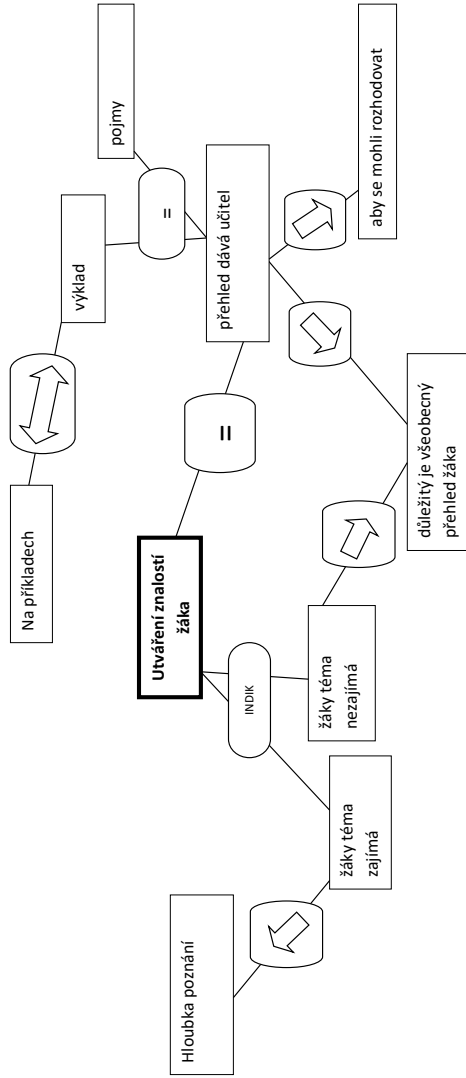 Na příkladech
výklad
pojmy
=
Utváření znalostí
žáka
=
přehled dává učitel
INDIK
Hloubka poznání
žáky téma
zajímá
žáky téma
nezajímá
důležitý je všeobecný
přehled žáka
aby se mohli rozhodovat